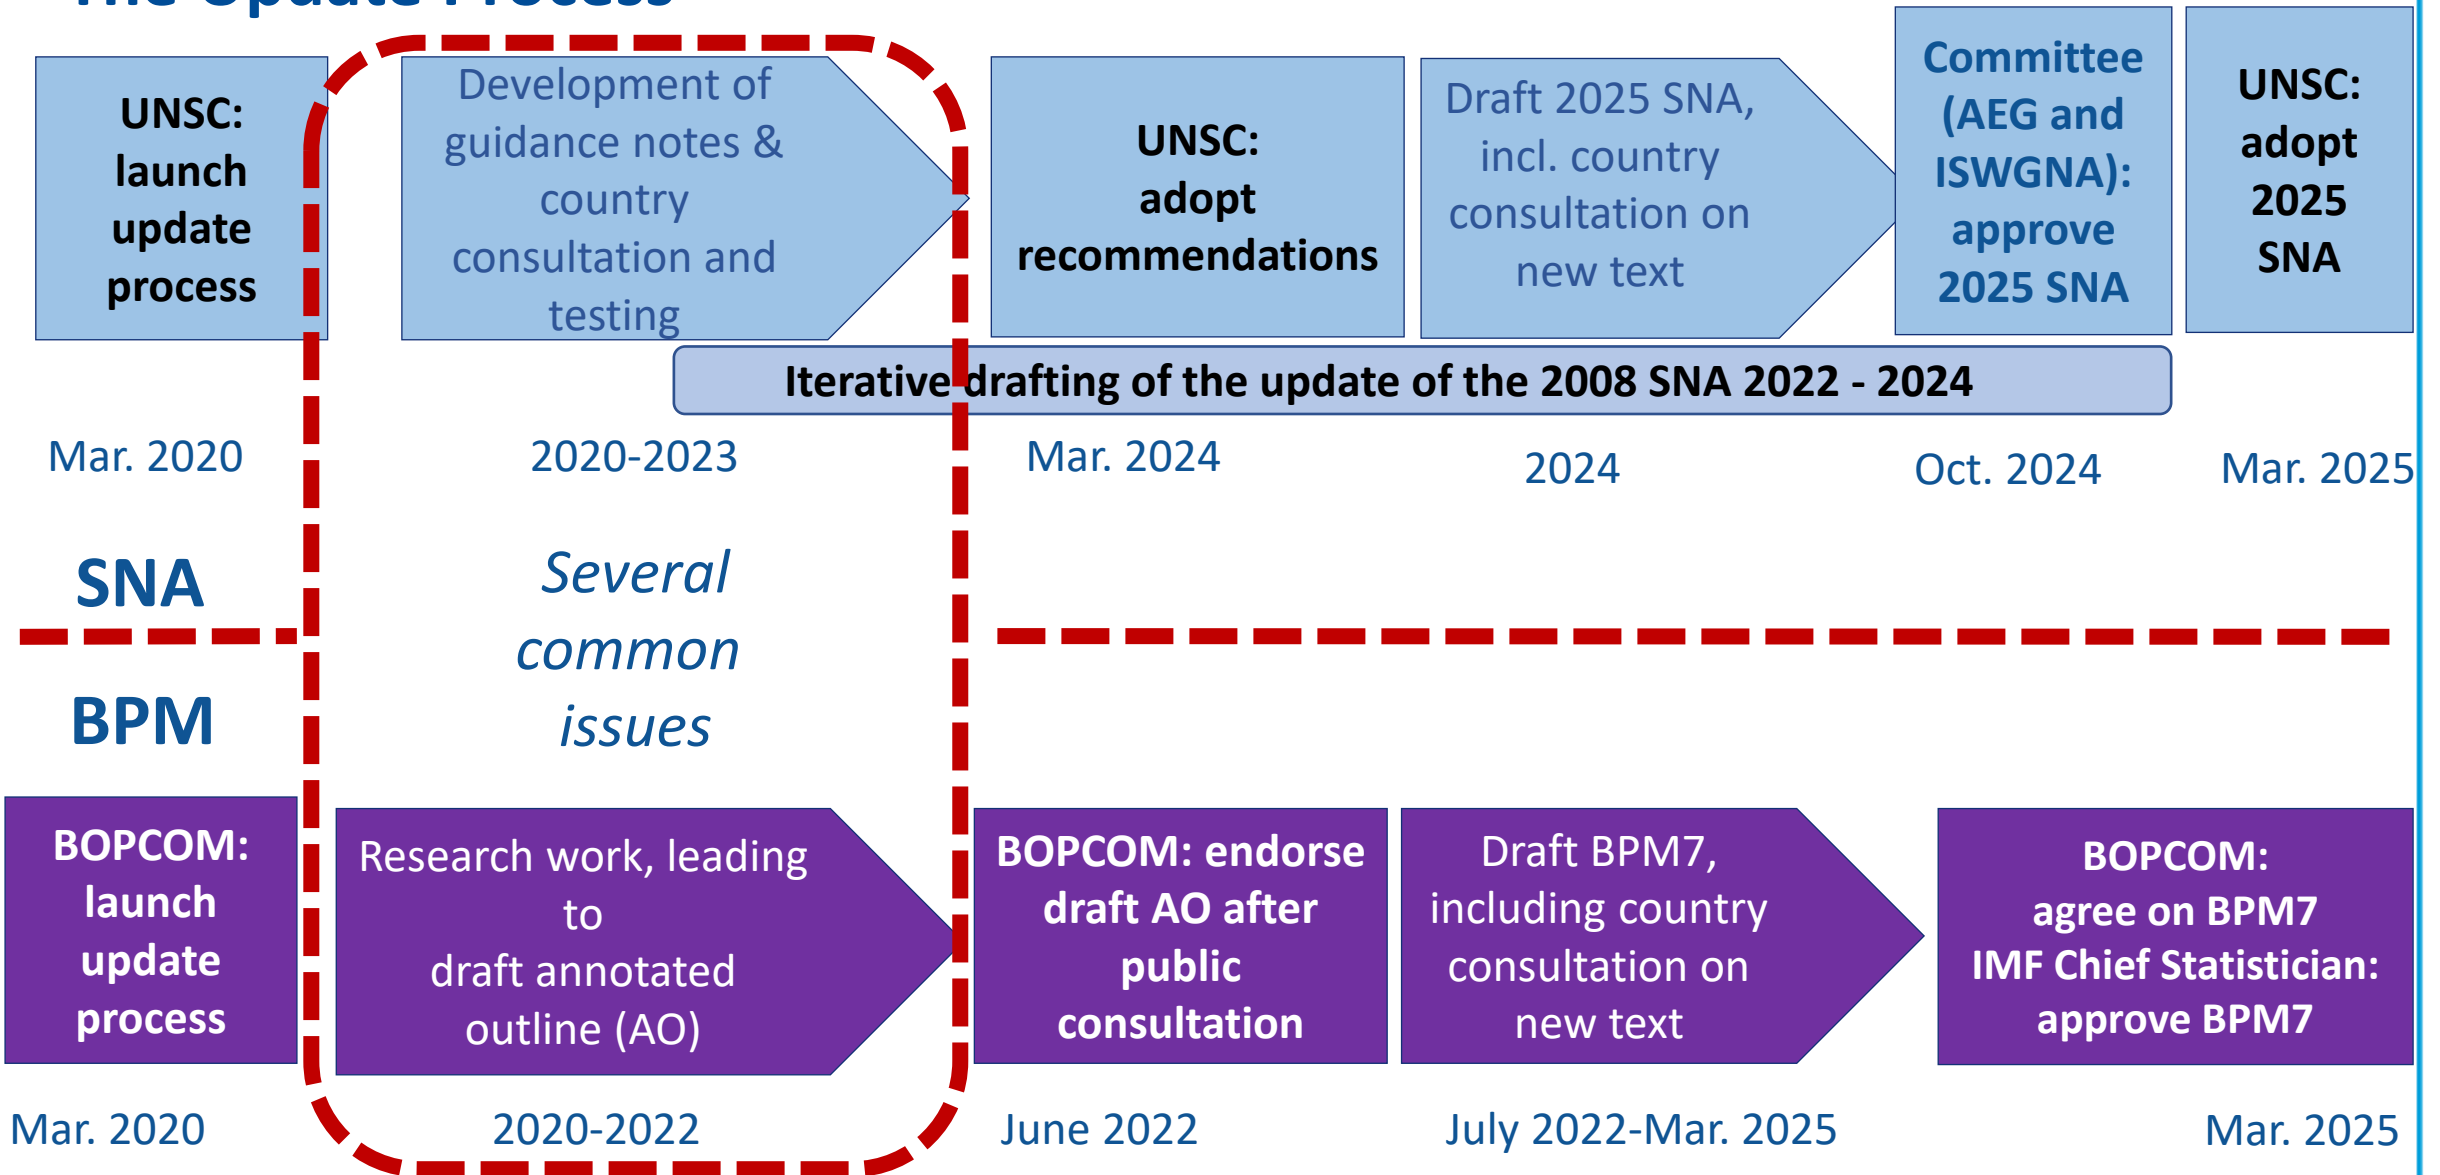 The Update Process
UNSC:
launch
update
process
Development of
guidance notes &
country
consultation and
testing
UNSC:
adopt
recommendations
Draft 2025 SNA,
incl. country
consultation on
new text
Committee
(AEG and
ISWGNA):
approve
2025 SNA
UNSC:
adopt
2025
SNA
Iterative drafting of the update of the 2008 SNA 2022 - 2024
Mar. 2020
2020-2023
Mar. 2024
2024
Oct. 2024
Mar. 2025
SNA
Several
common
issues
BPM
BOPCOM:
launch
update
process
Research work, leading
to
draft annotated
outline (AO)
BOPCOM: endorse
draft AO after
public
consultation
Draft BPM7,
including country
consultation on
new text
BOPCOM:
agree on BPM7
IMF Chief Statistician:
approve BPM7
Mar. 2020
2020-2022
June 2022
July 2022-Mar. 2025
Mar. 2025